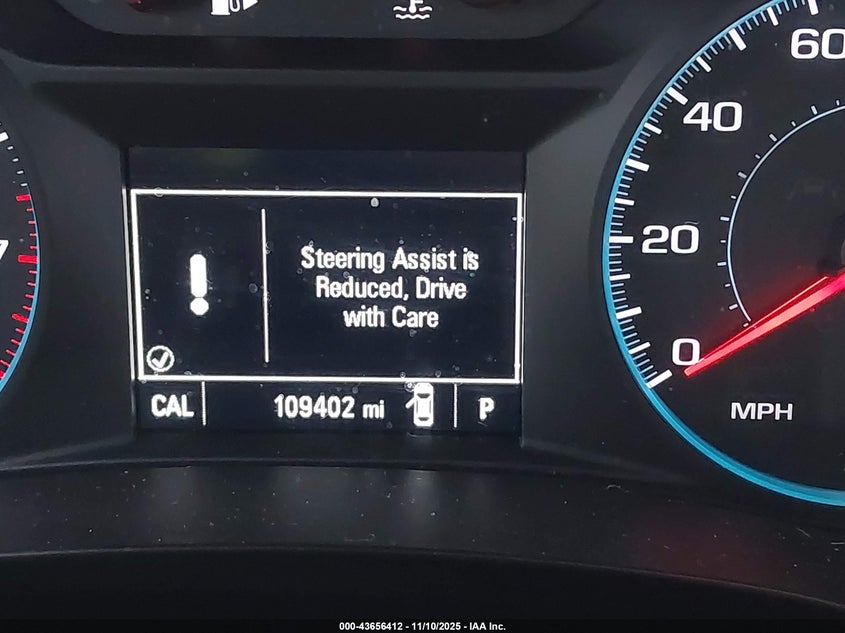 60
40
20
0
MPH
7
Steering Assist is
Reduced, Drive
with Care
CAL
109402 mi
P
000-43656412 - 11/10/2025 - IAA Inc.